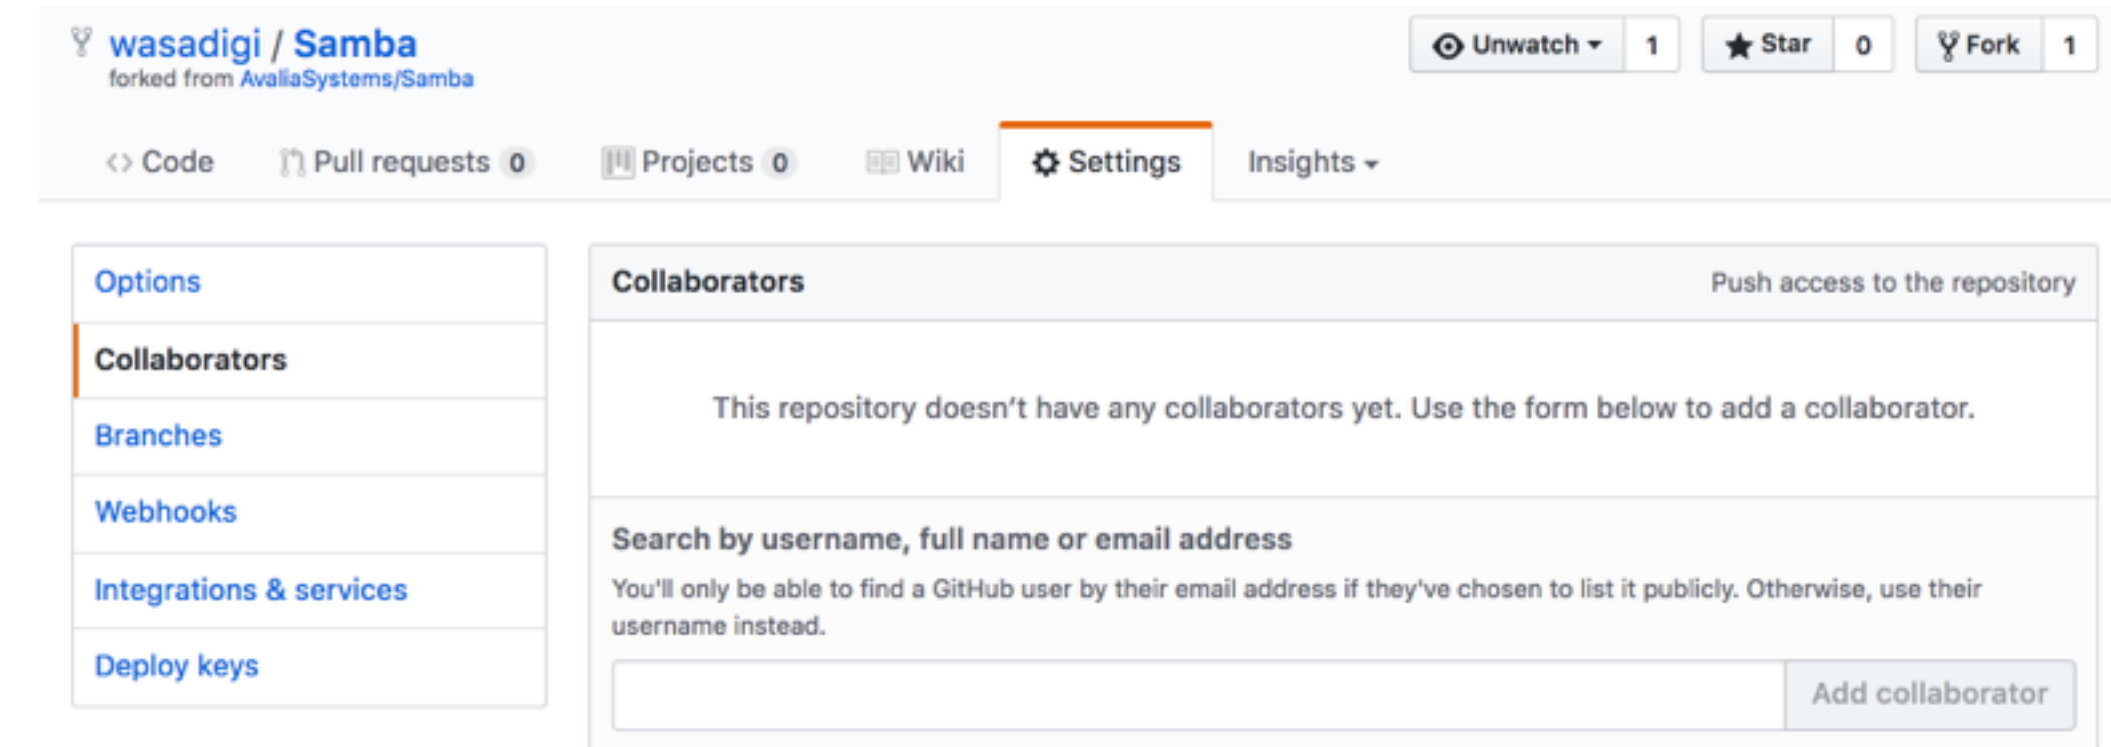 wasadigi / Samba
forked from AvaliaSystems/Samba
Unwatch 1 Star 0 Fork 1
Code Pull requests 0 Projects 0 Wiki Settings Insights
Options
Collaborators
Branches
Webhooks
Integrations & services
Deploy keys
Collaborators Push access to the repository
This repository doesn't have any collaborators yet. Use the form below to add a collaborator.
Search by username, full name or email address
You'll only be able to find a GitHub user by their email address if they've chosen to list it publicly. Otherwise, use their
username instead.
Add collaborator